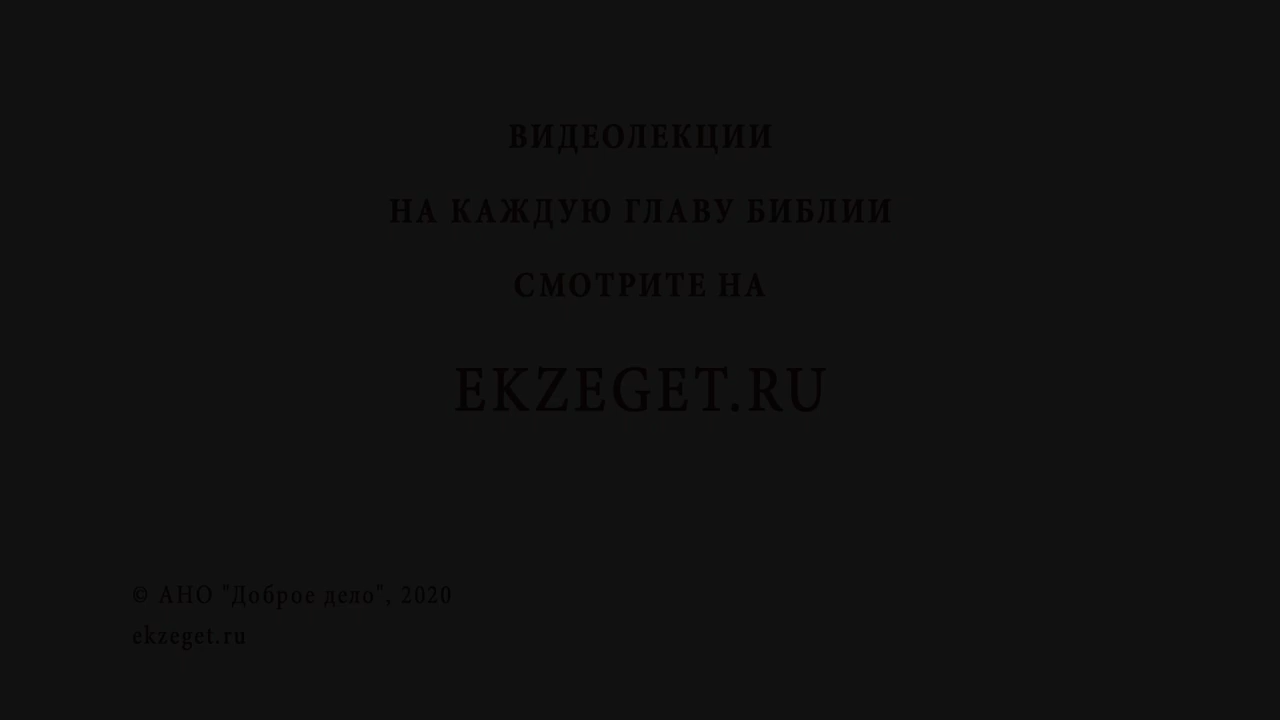 ВИДЕОЛЕКЦИИ
НА КАЖДУЮ ГЛАВУ БИБЛИИ
СМОТРИТЕ НА
EKZEGET.RU
© АНО "Доброе дело", 2020
ekzeget.ru